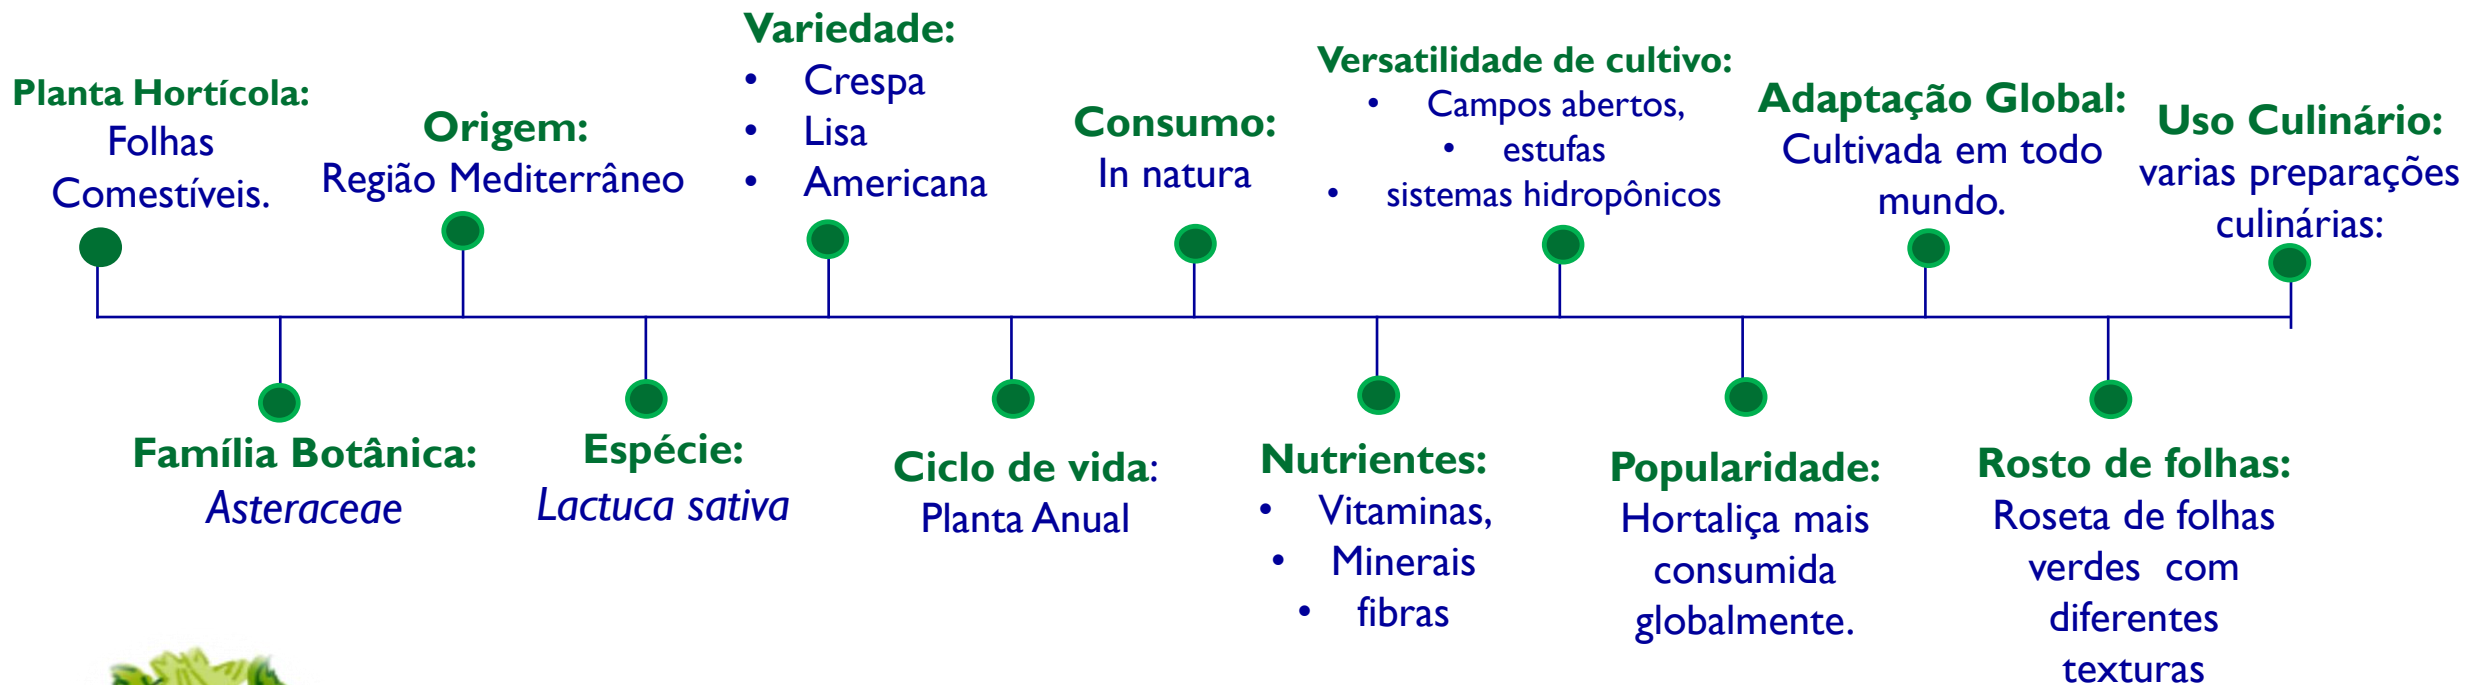 Planta Hortícola:
Folhas
Comestíveis.
Família Botânica:
Asteraceae
Origem:
Região Mediterrâneo
Espécie:
Lactuca sativa
Variedade:
• Crespa
• Lisa
• Americana
Ciclo de vida:
Planta Anual
Consumo:
In natura
Nutrientes:
• Vitaminas,
• Minerais
• fibras
Versatilidade de cultivo:
• Campos abertos,
• estufas
• sistemas hidropônicos
Popularidade:
Hortaliça mais
consumida
globalmente.
Adaptação Global:
Cultivada em todo
mundo.
Rosto de folhas:
Roseta de folhas
verdes com
diferentes
texturas
Uso Culinário:
varias preparações
culinárias: